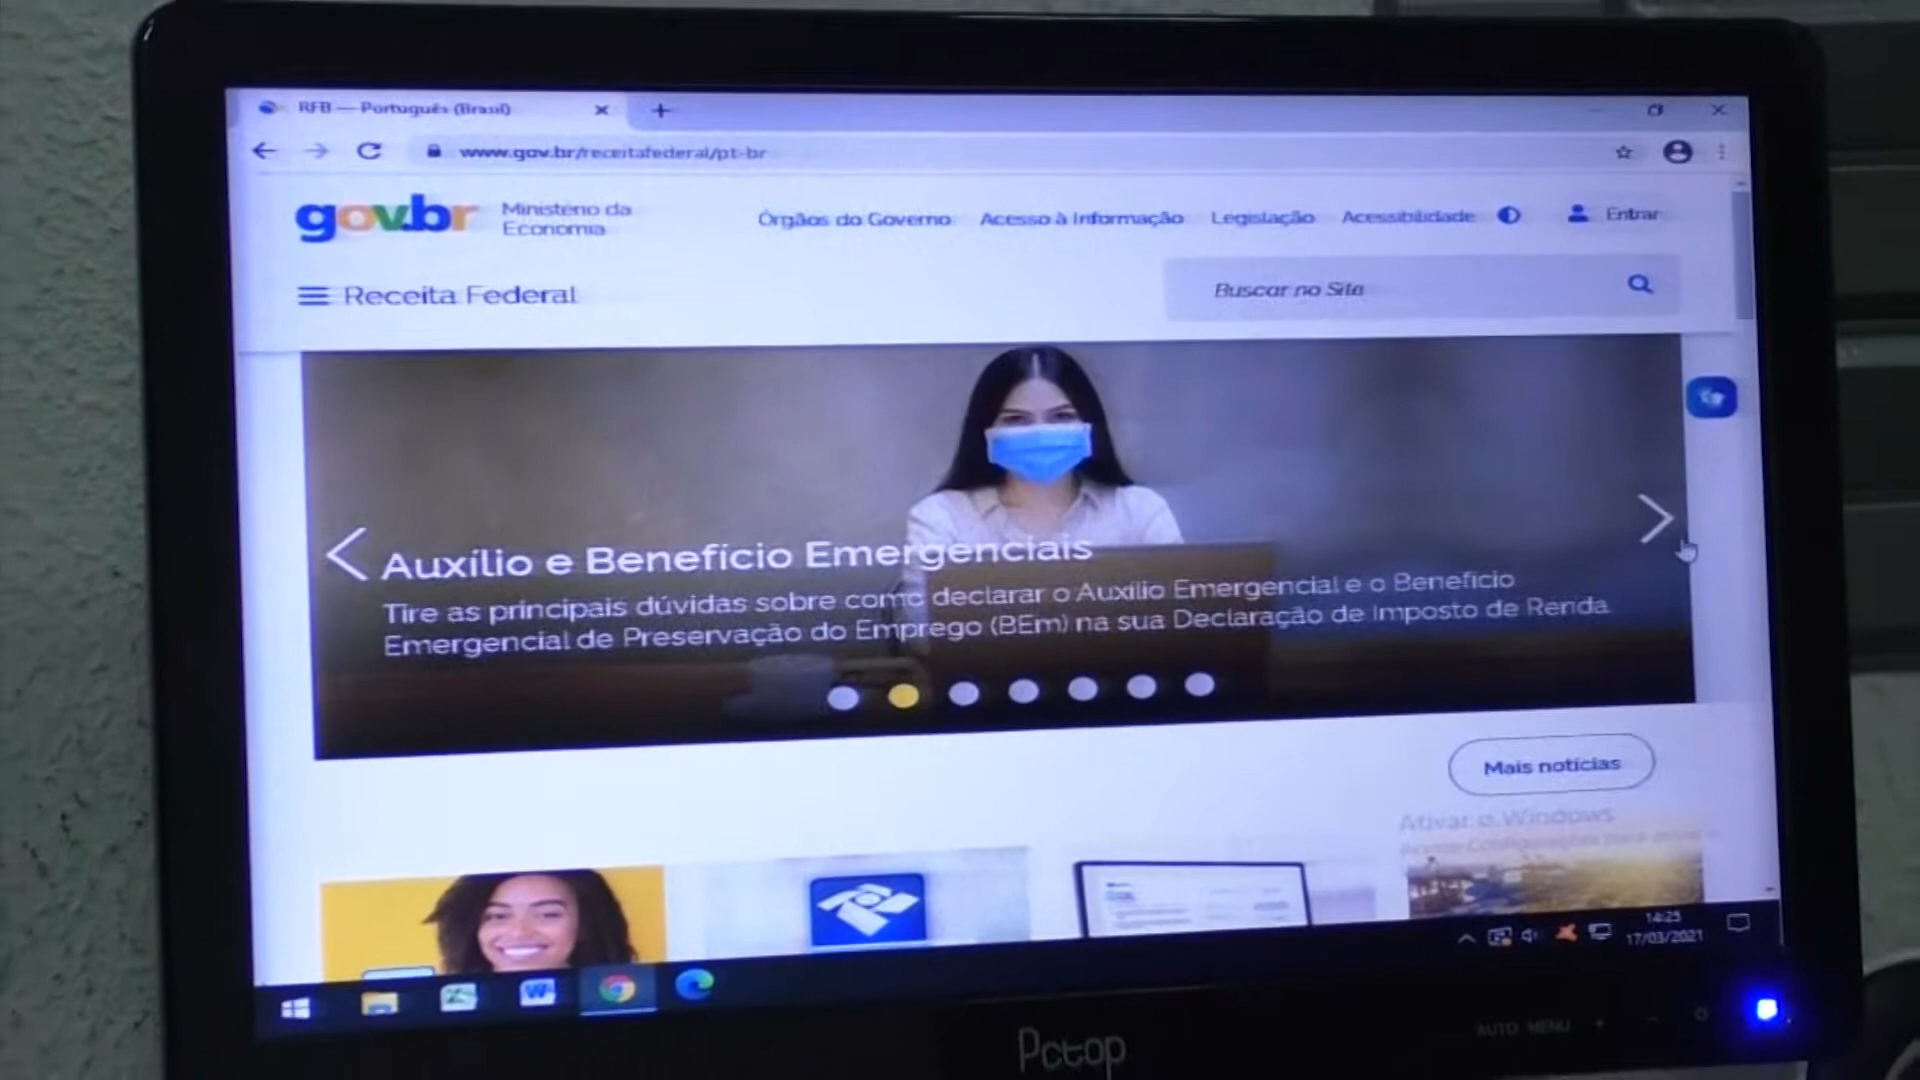 RFB — Português (Brasil)
www.gov.br/receitafederal/pt-br
gov.br
Ministério da
Economia
Órgãos do Governo Acesso à Informação Legislação Acessibilidade Entrar
Receita Federal
Buscar no Site
Auxílio e Benefício Emergenciais
Tire as principais dúvidas sobre como declarar o Auxílio Emergencial e o Benefício
Emergencial de Preservação do Emprego (BEm) na sua Declaração de Imposto de Renda.
Mais notícias
Ativar o Windows
14:25
17/03/2021
AUTO MENU + -
Pctop